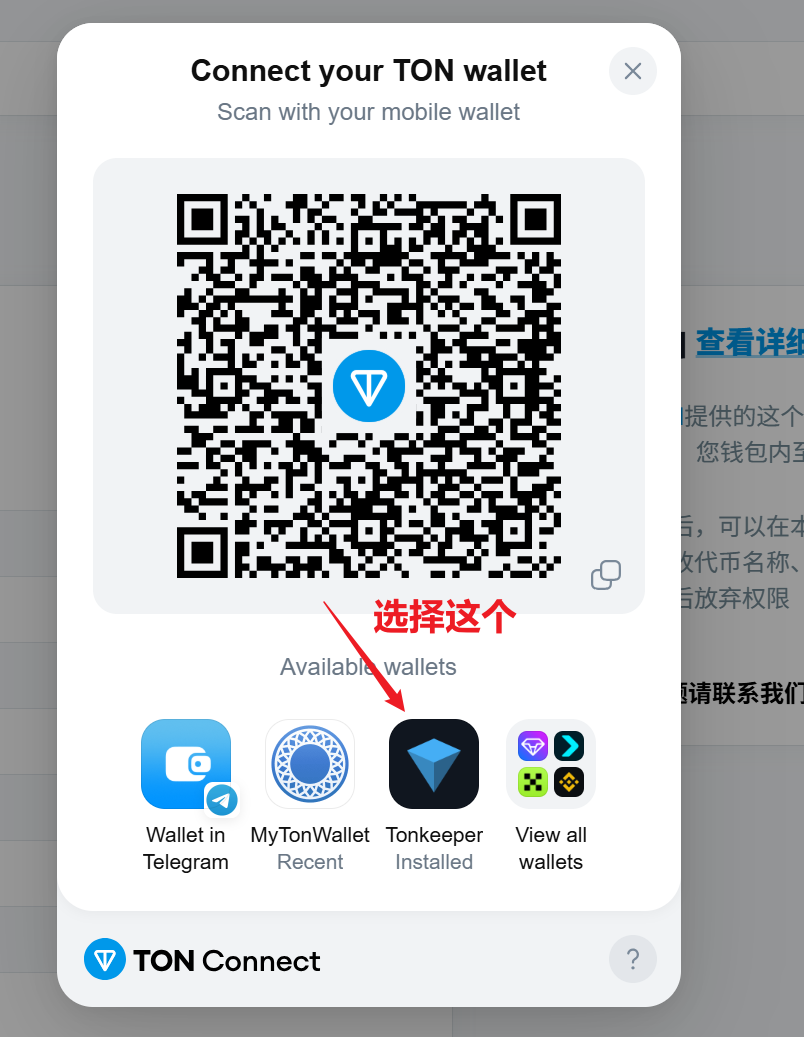 Connect your TON wallet
Scan with your mobile wallet
查看详细
提供的这个
您钱包内至
后，可以在本
改代币名称、
后放弃权限
选择这个
Available wallets
题请联系我们
Wallet in
Telegram
MyTonWallet
Recent
Tonkeeper
Installed
View all
wallets
TON Connect
?